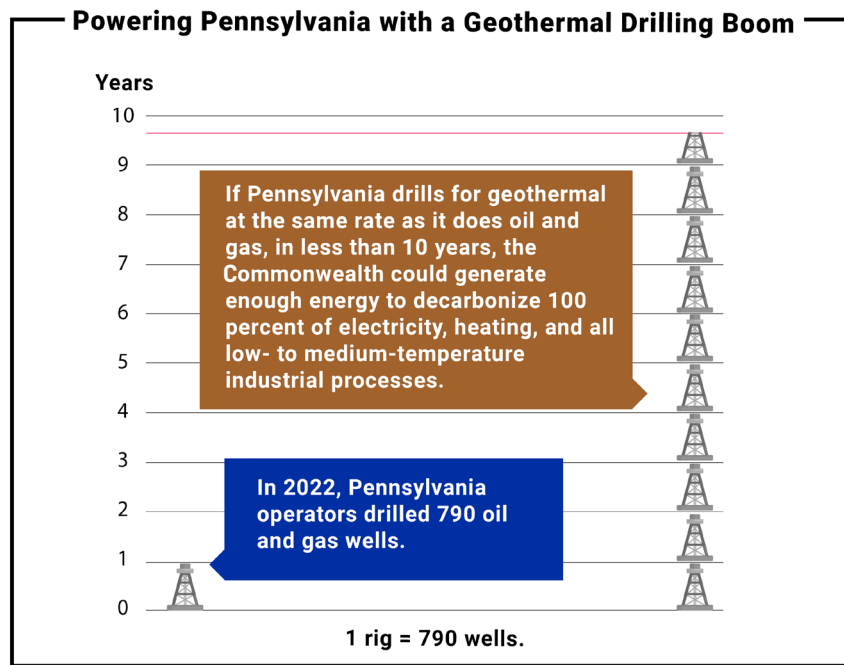 Powering Pennsylvania with a Geothermal Drilling Boom
Years
10
9
8
7
6
5
4
3
2
1
0
If Pennsylvania drills for geothermal
at the same rate as it does oil and
gas, in less than 10 years, the
Commonwealth could generate
enough energy to decarbonize 100
percent of electricity, heating, and all
low- to medium-temperature
industrial processes.
In 2022, Pennsylvania
operators drilled 790 oil
and gas wells.
1 rig = 790 wells.